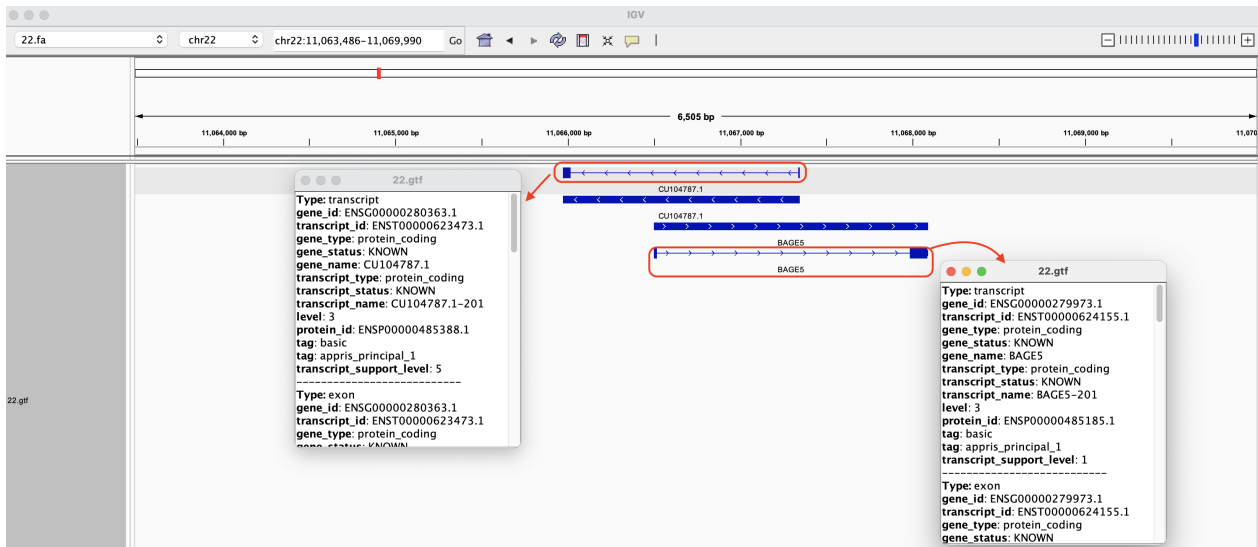 IGV
22.fa
chr22
chr22:11,063,486-11,069,990
Go
6,505 bp
11,064,000 bp
11,065,000 bp
11,066,000 bp
11,067,000 bp
11,068,000 bp
11,069,000 bp
11,070
22.gtf
CU104787.1
CU104787.1
BAGE5
BAGE5
22.gtf
Type: transcript
gene_id: ENSG00000280363.1
transcript_id: ENST00000623473.1
gene_type: protein_coding
gene_status: KNOWN
gene_name: CU104787.1
transcript_type: protein_coding
transcript_status: KNOWN
transcript_name: CU104787.1-201
level: 3
protein_id: ENSP00000485388.1
tag: basic
tag: appris_principal_1
transcript_support_level: 5
---------------------------
Type: exon
gene_id: ENSG00000280363.1
transcript_id: ENST00000623473.1
gene_type: protein_coding
gene_status: KNOWN
22.gtf
Type: transcript
gene_id: ENSG00000279973.1
transcript_id: ENST00000624155.1
gene_type: protein_coding
gene_status: KNOWN
gene_name: BAGE5
transcript_type: protein_coding
transcript_status: KNOWN
transcript_name: BAGE5-201
level: 3
protein_id: ENSP00000485185.1
tag: basic
tag: appris_principal_1
transcript_support_level: 1
---------------------------
Type: exon
gene_id: ENSG00000279973.1
transcript_id: ENST00000624155.1
gene_type: protein_coding
gene_status: KNOWN